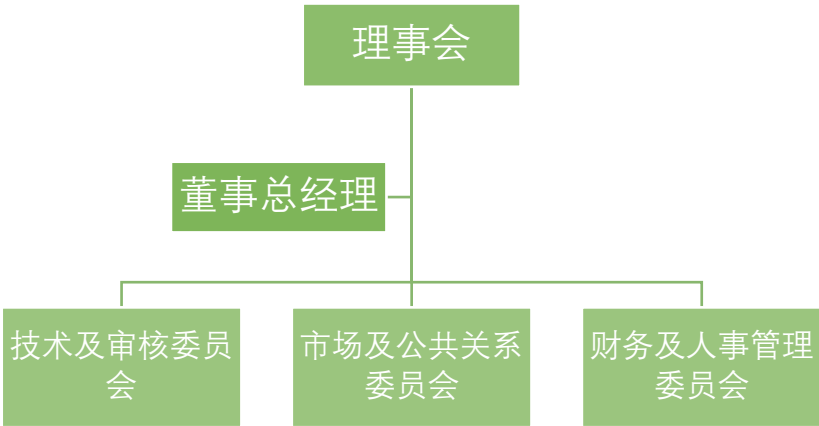 理事会
董事总经理
技术及审核委员
会
市场及公共关系
委员会
财务及人事管理
委员会